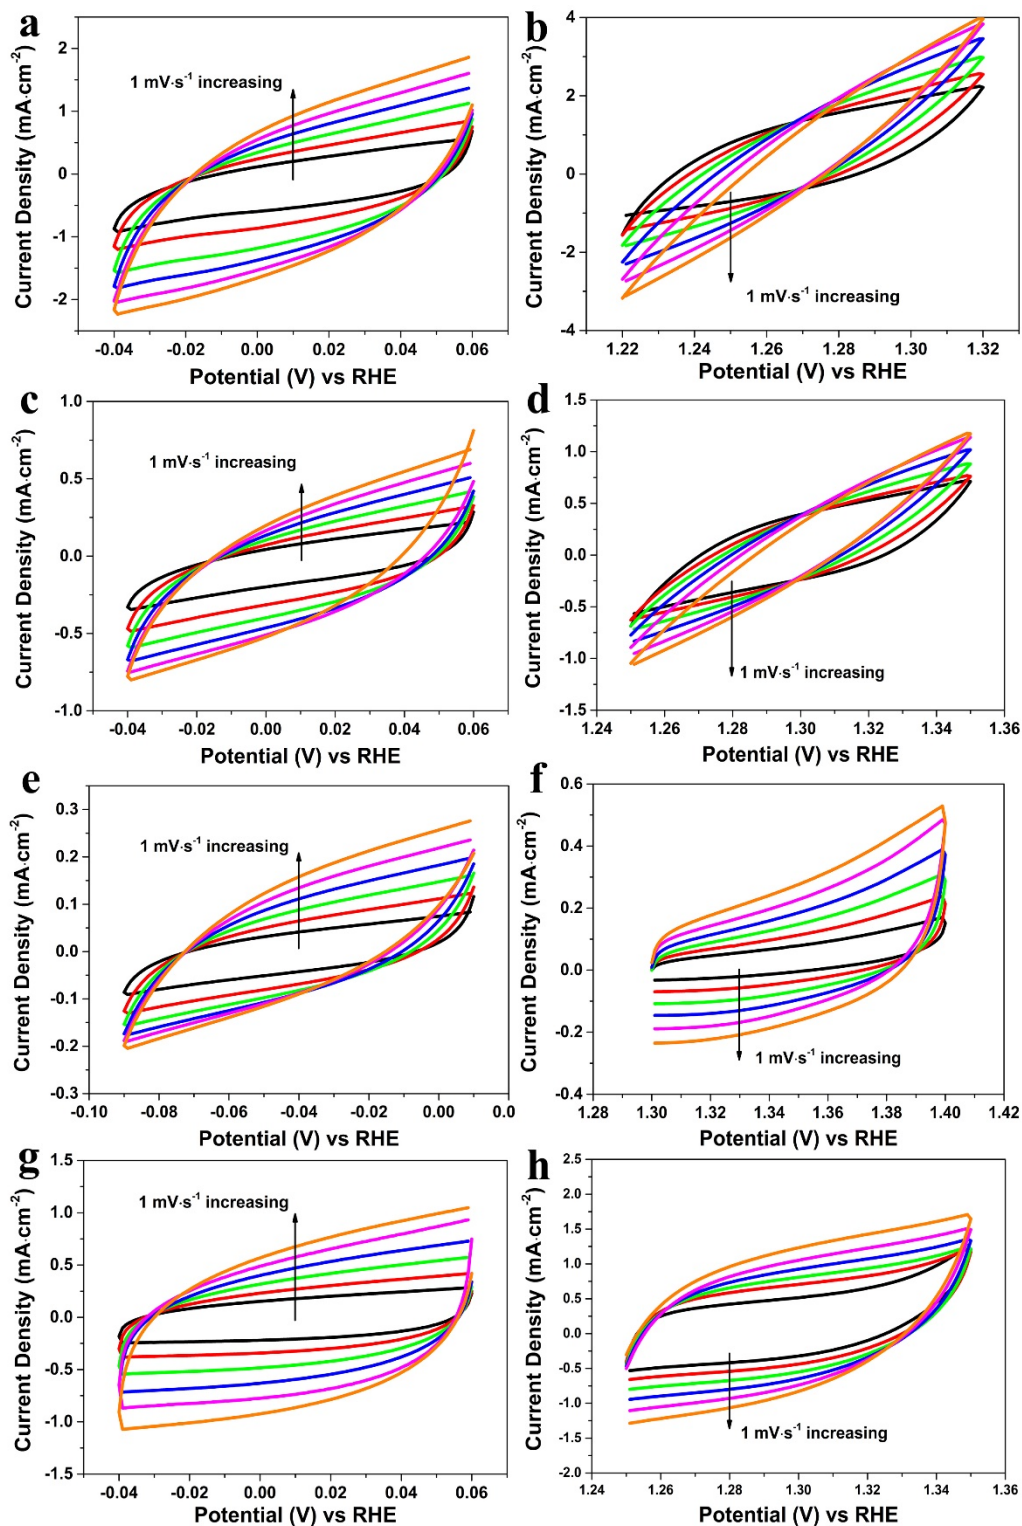 a
Current Density (mA·cm⁻²)
2
1
0
-1
-2
1 mV·s⁻¹ increasing
-0.04 -0.02 0.00 0.02 0.04 0.06
Potential (V) vs RHE
b
Current Density (mA·cm⁻²)
4
2
0
-2
-4
1 mV·s⁻¹ increasing
1.22 1.24 1.26 1.28 1.30 1.32
Potential (V) vs RHE
c
Current Density (mA·cm⁻²)
1.0
0.5
0.0
-0.5
-1.0
1 mV·s⁻¹ increasing
-0.04 -0.02 0.00 0.02 0.04 0.06
Potential (V) vs RHE
d
Current Density (mA·cm⁻²)
1.5
1.0
0.5
0.0
-0.5
-1.0
-1.5
1 mV·s⁻¹ increasing
1.24 1.26 1.28 1.30 1.32 1.34 1.36
Potential (V) vs RHE
e
Current Density (mA·cm⁻²)
0.3
0.2
0.1
0.0
-0.1
-0.2
-0.3
1 mV·s⁻¹ increasing
-0.10 -0.08 -0.06 -0.04 -0.02 0.00 0.0
Potential (V) vs RHE
f
Current Density (mA·cm⁻²)
0.6
0.4
0.2
0.0
-0.2
-0.4
1 mV·s⁻¹ increasing
1.28 1.30 1.32 1.34 1.36 1.38 1.40 1.42
Potential (V) vs RHE
g
Current Density (mA·cm⁻²)
1.5
1.0
0.5
0.0
-0.5
-1.0
-1.5
1 mV·s⁻¹ increasing
-0.04 -0.02 0.00 0.02 0.04 0.06
Potential (V) vs RHE
h
Current Density (mA·cm⁻²)
2.5
2.0
1.5
1.0
0.5
0.0
-0.5
-1.0
-1.5
-2.0
1 mV·s⁻¹ increasing
1.24 1.26 1.28 1.30 1.32 1.34 1.36
Potential (V) vs RHE